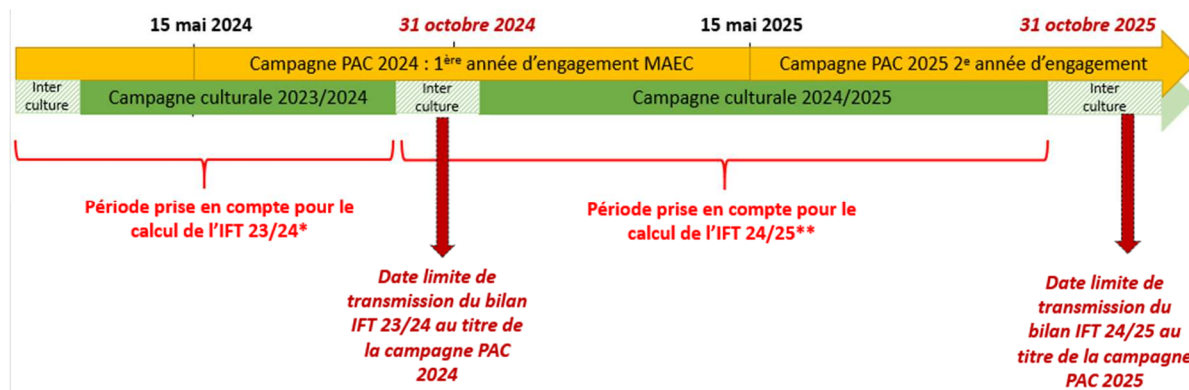 15 mai 2024
31 octobre 2024
15 mai 2025
31 octobre 2025
Campagne PAC 2024 : 1ère année d’engagement MAEC
Campagne PAC 2025 2e année d’engagement
Inter
culture
Campagne culturale 2023/2024
Inter
culture
Campagne culturale 2024/2025
Inter
culture
Période prise en compte pour le
calcul de l’IFT 23/24*
Période prise en compte pour le
calcul de l’IFT 24/25**
Date limite de
transmission du bilan
IFT 23/24 au titre de
la campagne PAC
2024
Date limite de
transmission du
bilan IFT 24/25 au
titre de la campagne
PAC 2025